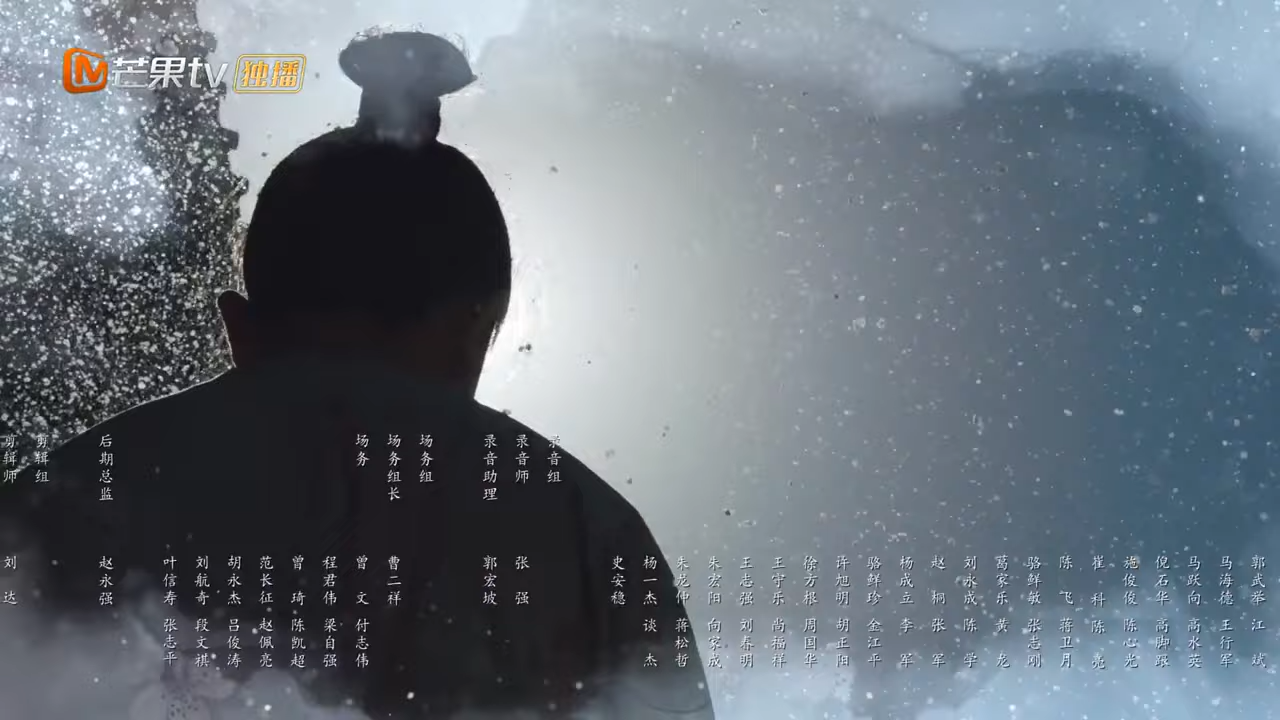 芒果tv 独播
郭武举 江斌
马海德 王行军
马跃向 高永英
倪石华 高脚跟
施俊俊 陈心光
崔科 陈兔
陈飞 蒋卫月
骆鲜敏 张志刚
葛家乐 黄龙
刘永成 陈学
赵桐 张军
杨成立 李军
骆鲜珍 金江平
许旭明 胡正阳
徐方根 周国华
王守乐 尚福祥
王志强 刘春明
朱宏阳 向家成
朱龙仲 蒋松哲
杨一杰 谈杰
史安稳
录音组
录音师 张强
录音助理 郭宏坡
场务组
场务组长 曹二祥
场务 曾文 付志伟
程君伟 梁自强
曾琦 陈凯超
范长征 赵佩亮
胡永杰 吕俊涛
刘航奇 段文祺
叶信寿 张志平
后期总监 赵永强
剪辑组
剪辑师 刘达